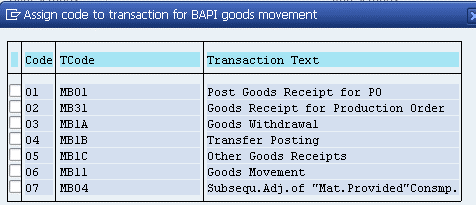 Assign code to transaction for BAPI goods movement
Code TCode Transaction Text
01 MB01 Post Goods Receipt for PO
02 MB31 Goods Receipt for Production Order
03 MB1A Goods Withdrawal
04 MB1B Transfer Posting
05 MB1C Other Goods Receipts
06 MB11 Goods Movement
07 MB04 Subsequ.Adj.of "Mat.Provided"Consmp.